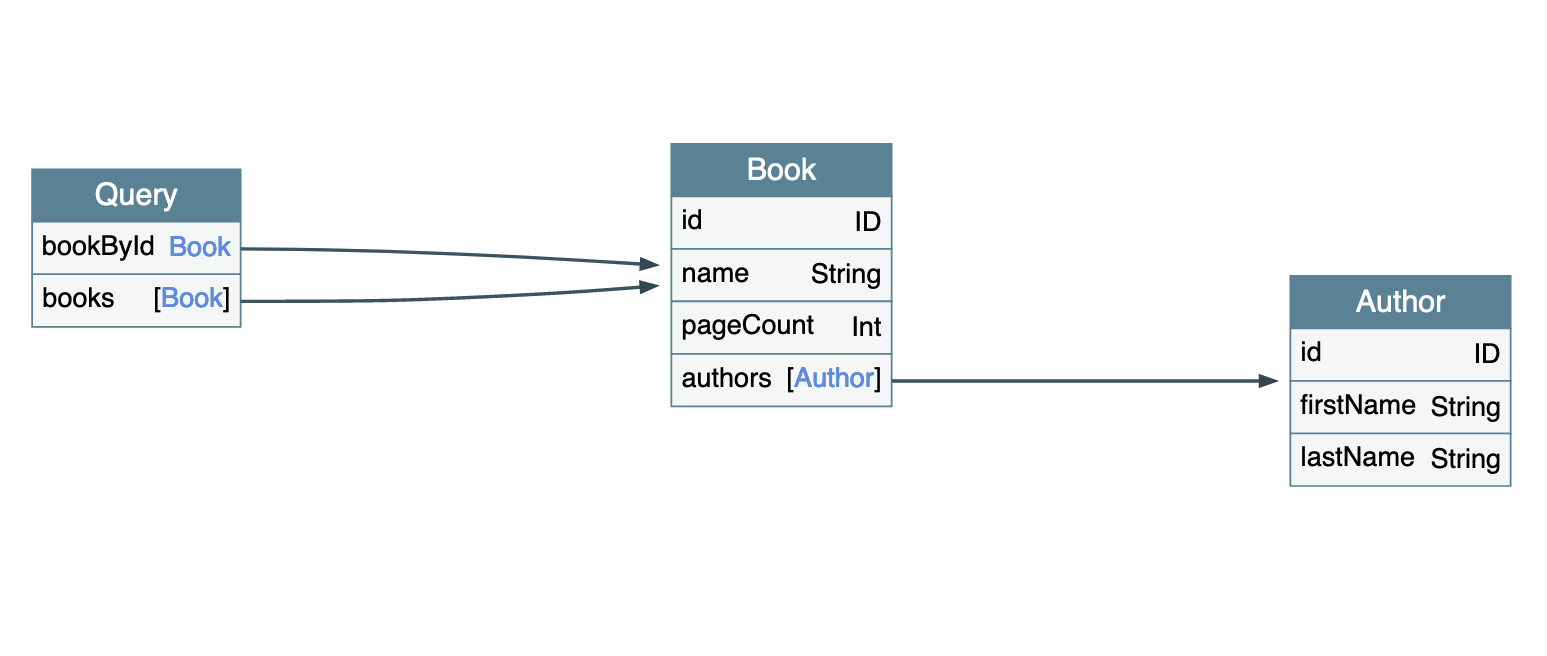 Query
bookById Book
books [Book]
Book
id ID
name String
pageCount Int
authors [Author]
Author
id ID
firstName String
lastName String